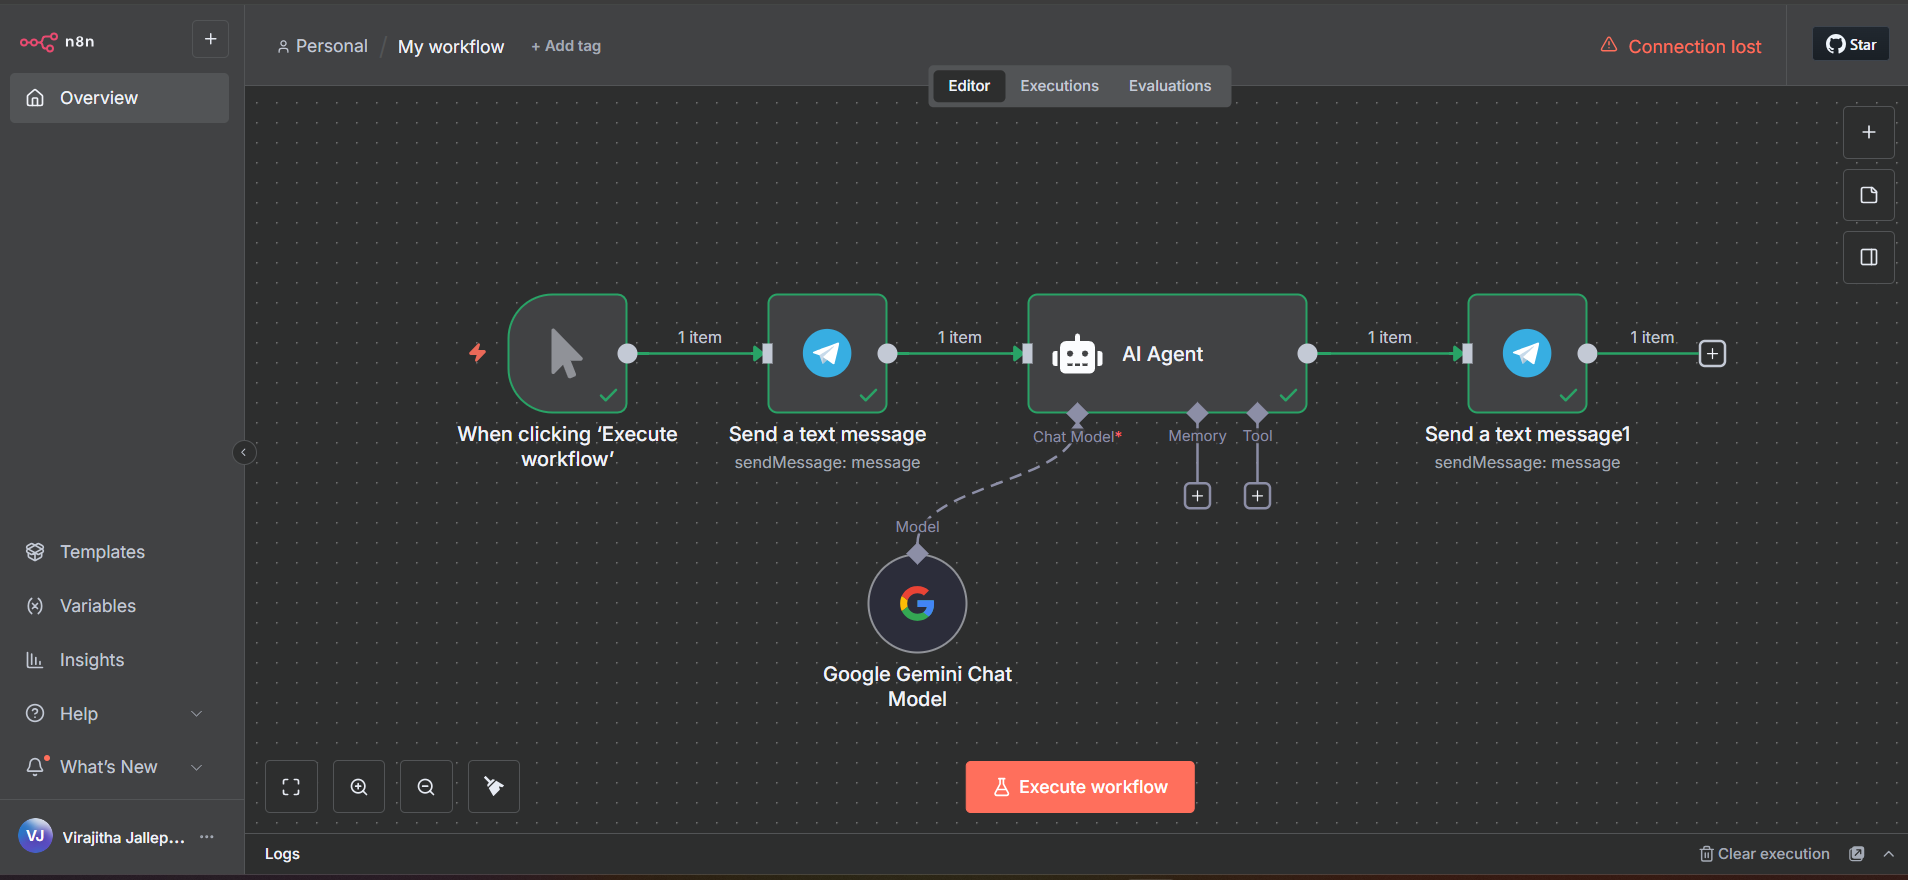 n8n
+
Overview
Personal / My workflow + Add tag
Connection lost
Star
Editor Executions Evaluations
1 item
1 item
1 item
1 item
AI Agent
When clicking ‘Execute
workflow’
Send a text message
sendMessage: message
Chat Model*
Memory
Tool
Send a text message1
sendMessage: message
Model
Google Gemini Chat
Model
Templates
Variables
Insights
Help
What’s New
VJ Virajitha Jallep... ...
Execute workflow
Logs
Clear execution